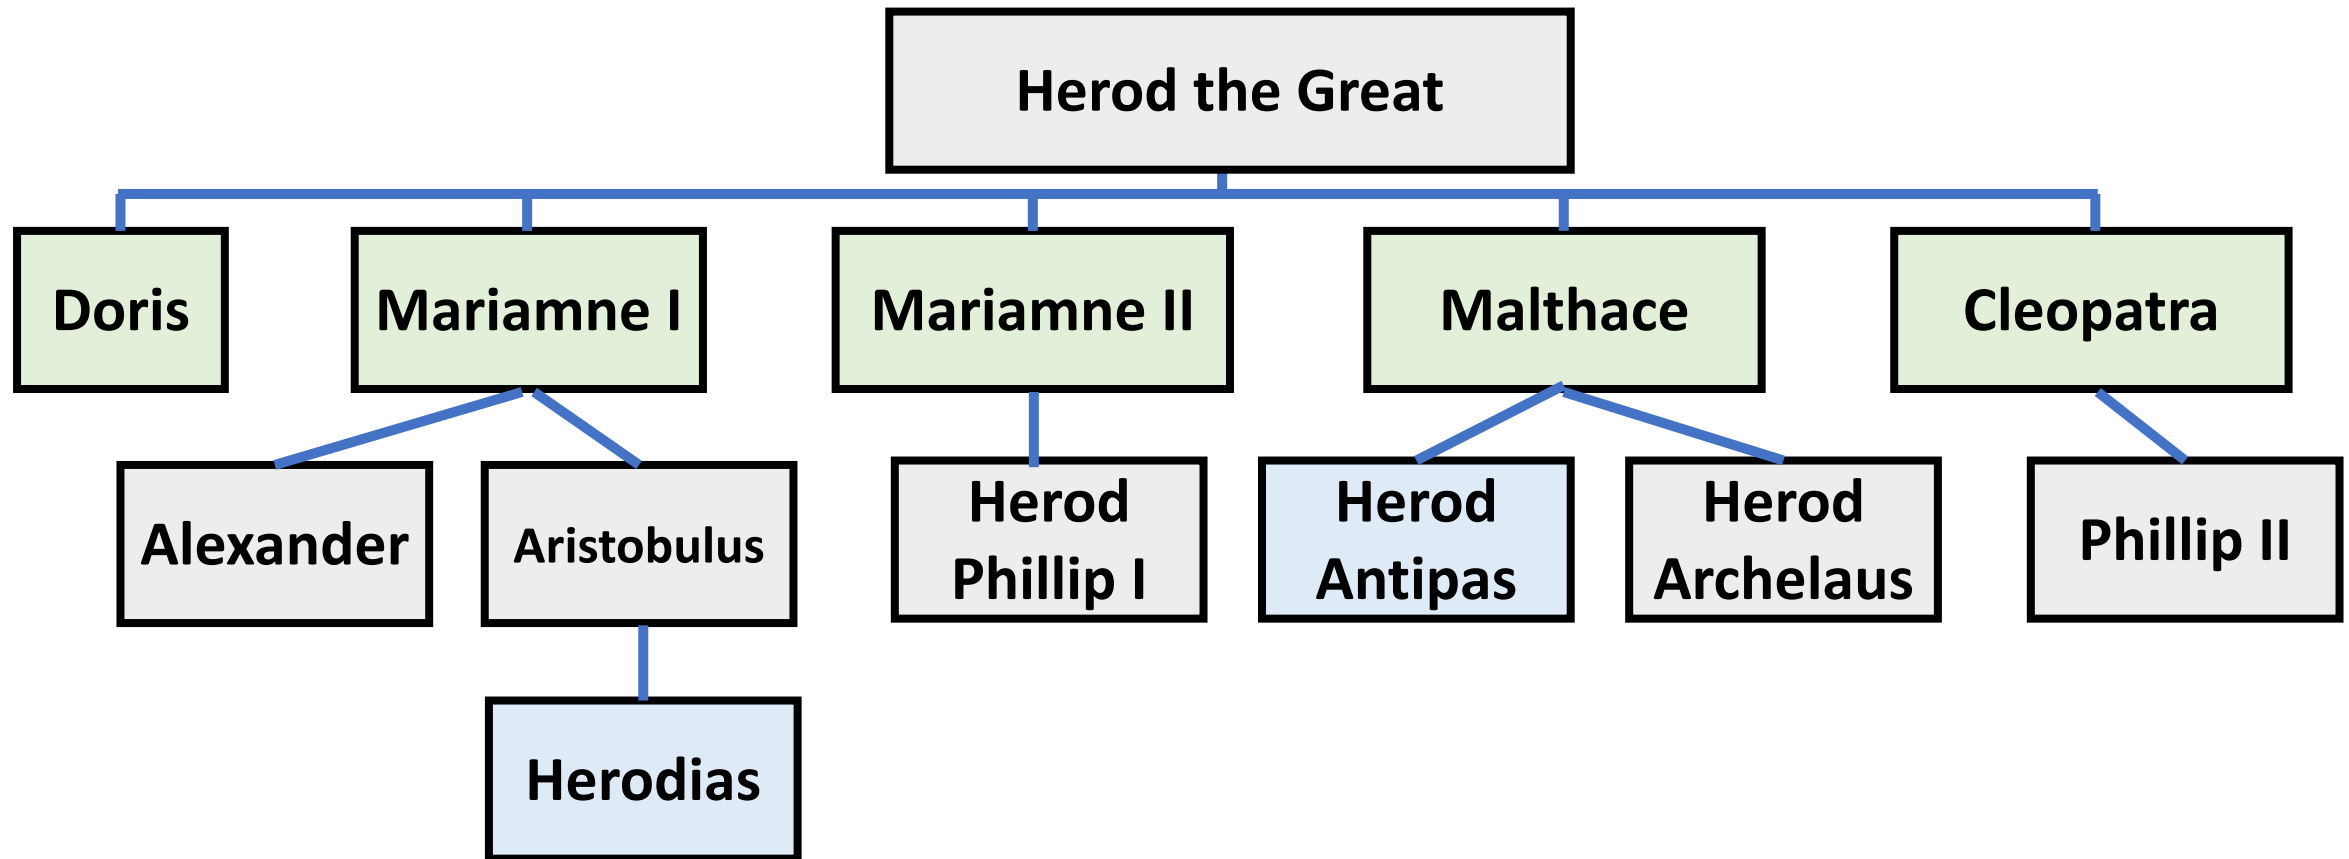 Herod the Great
Doris
Mariamne I
Mariamne II
Malthace
Cleopatra
Alexander
Aristobulus
Herod
Phillip I
Herod
Antipas
Herod
Archelaus
Phillip II
Herodias